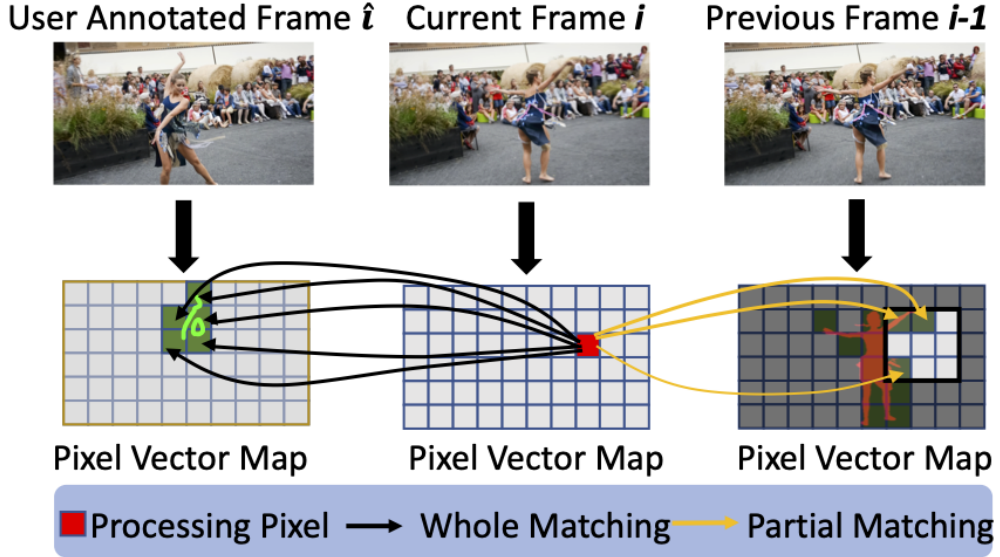 User Annotated Frame î
Current Frame i
Previous Frame i-1
Pixel Vector Map
Pixel Vector Map
Pixel Vector Map
Processing Pixel
Whole Matching
Partial Matching